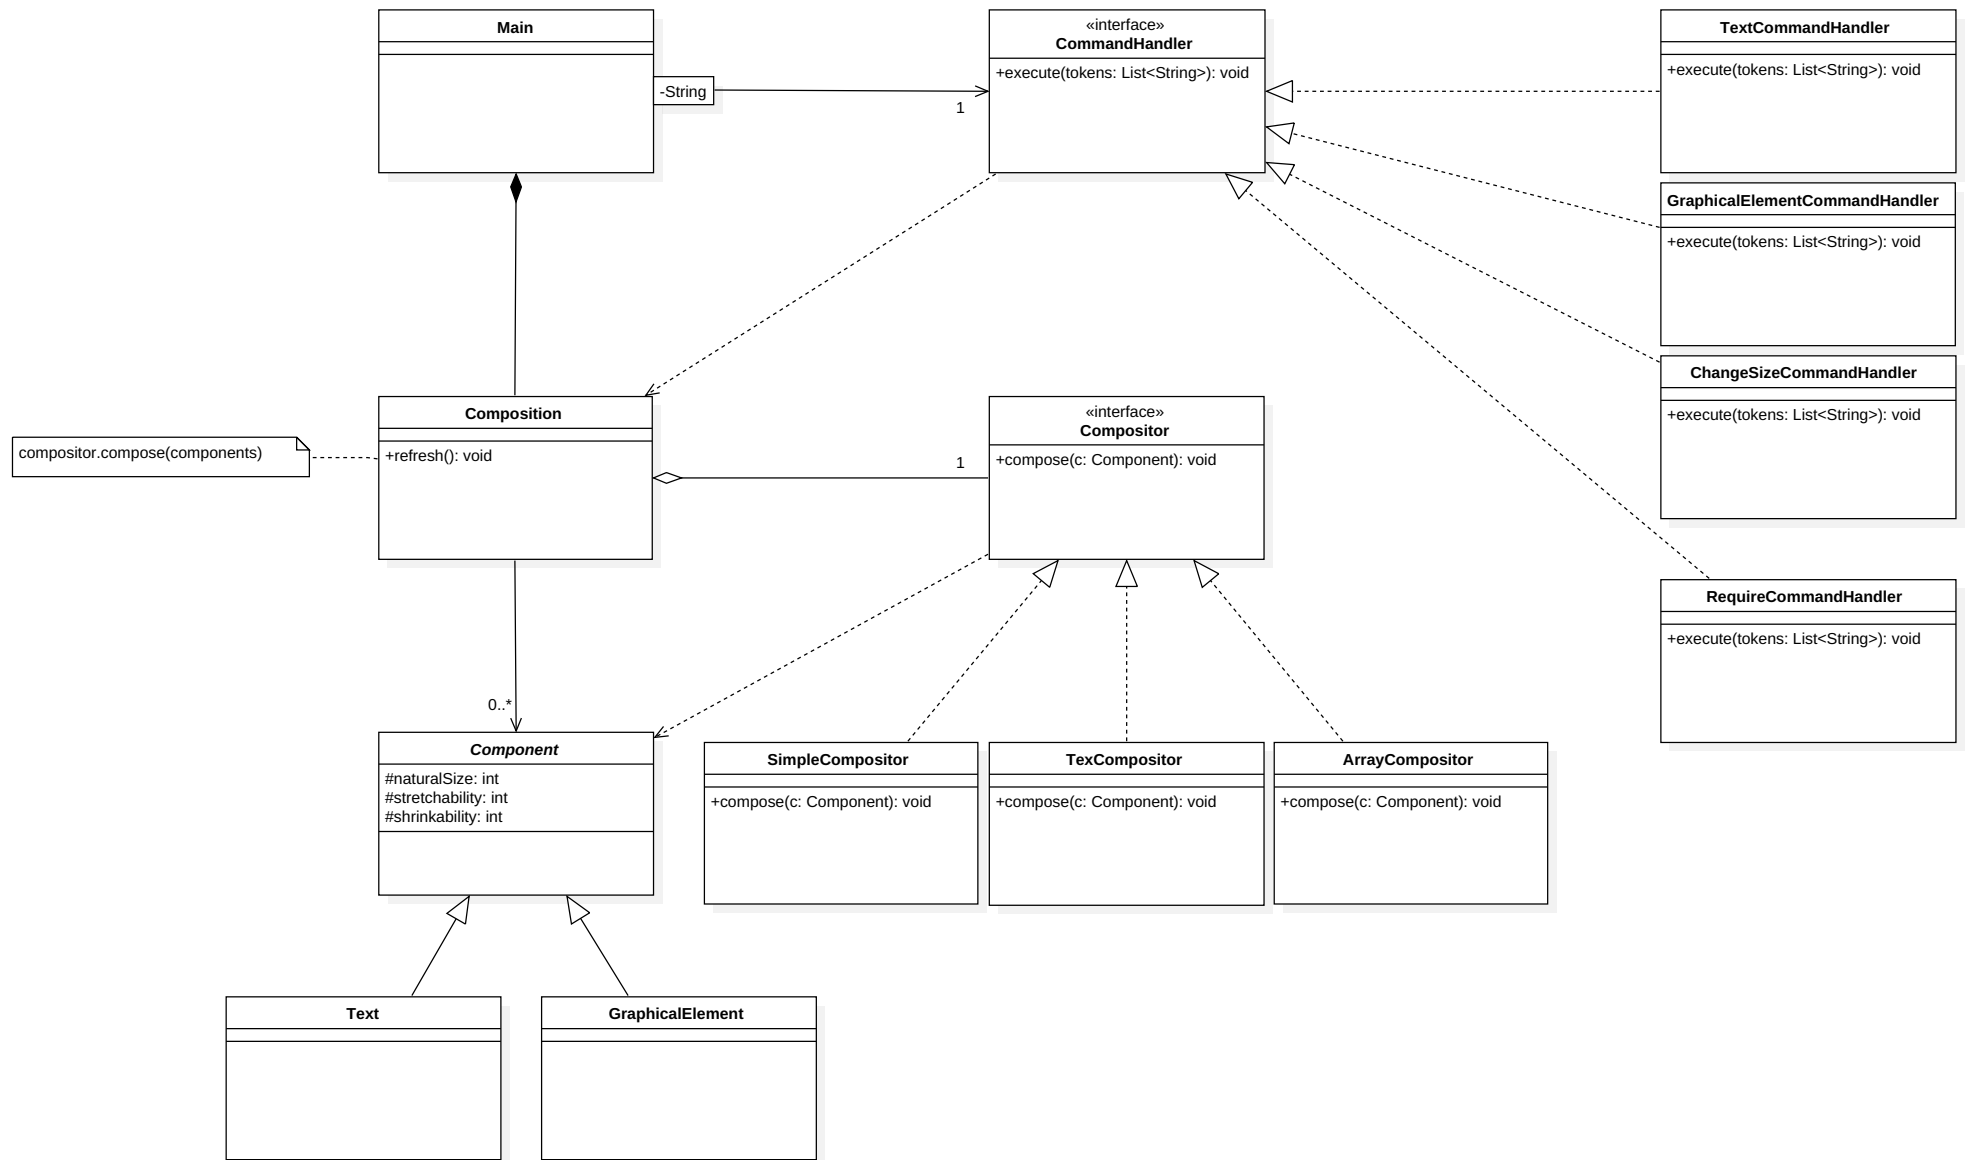 Main
-String
1
«interface»
CommandHandler
+execute(tokens: List<String>): void
TextCommandHandler
+execute(tokens: List<String>): void
GraphicalElementCommandHandler
+execute(tokens: List<String>): void
ChangeSizeCommandHandler
+execute(tokens: List<String>): void
RequireCommandHandler
+execute(tokens: List<String>): void
compositor.compose(components)
Composition
+refresh(): void
1
«interface»
Compositor
+compose(c: Component): void
0..*
Component
#naturalSize: int
#stretchability: int
#shrinkability: int
SimpleCompositor
+compose(c: Component): void
TexCompositor
+compose(c: Component): void
ArrayCompositor
+compose(c: Component): void
Text
GraphicalElement